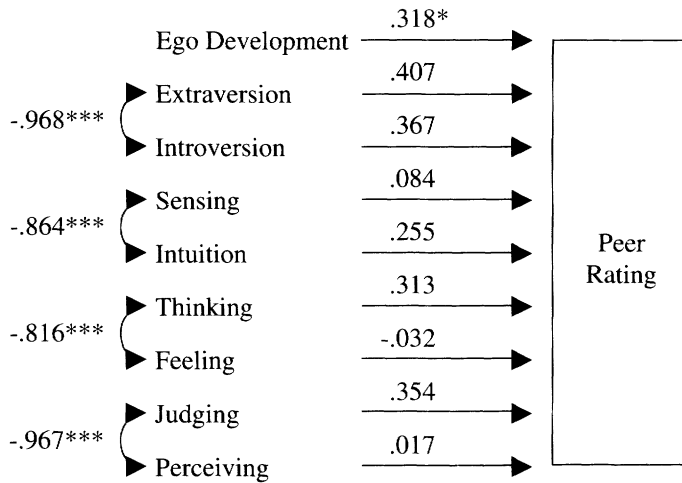 .318*
Ego Development
.407
Extraversion
-.968***
.367
Introversion
.084
Sensing
-.864***
.255
Intuition
Peer
Rating
.313
Thinking
-.816***
-.032
Feeling
.354
Judging
-.967***
.017
Perceiving